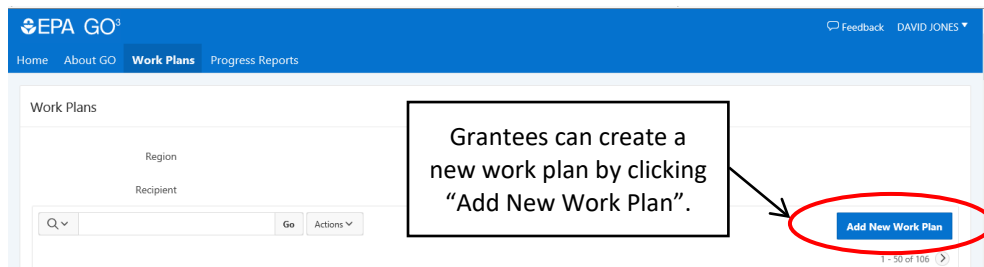 EPA GO³
Feedback DAVID JONES
Home About GO Work Plans Progress Reports
Work Plans
Grantees can create a
new work plan by clicking
“Add New Work Plan”.
Region
Recipient
Go Actions
Add New Work Plan
1 - 50 of 106